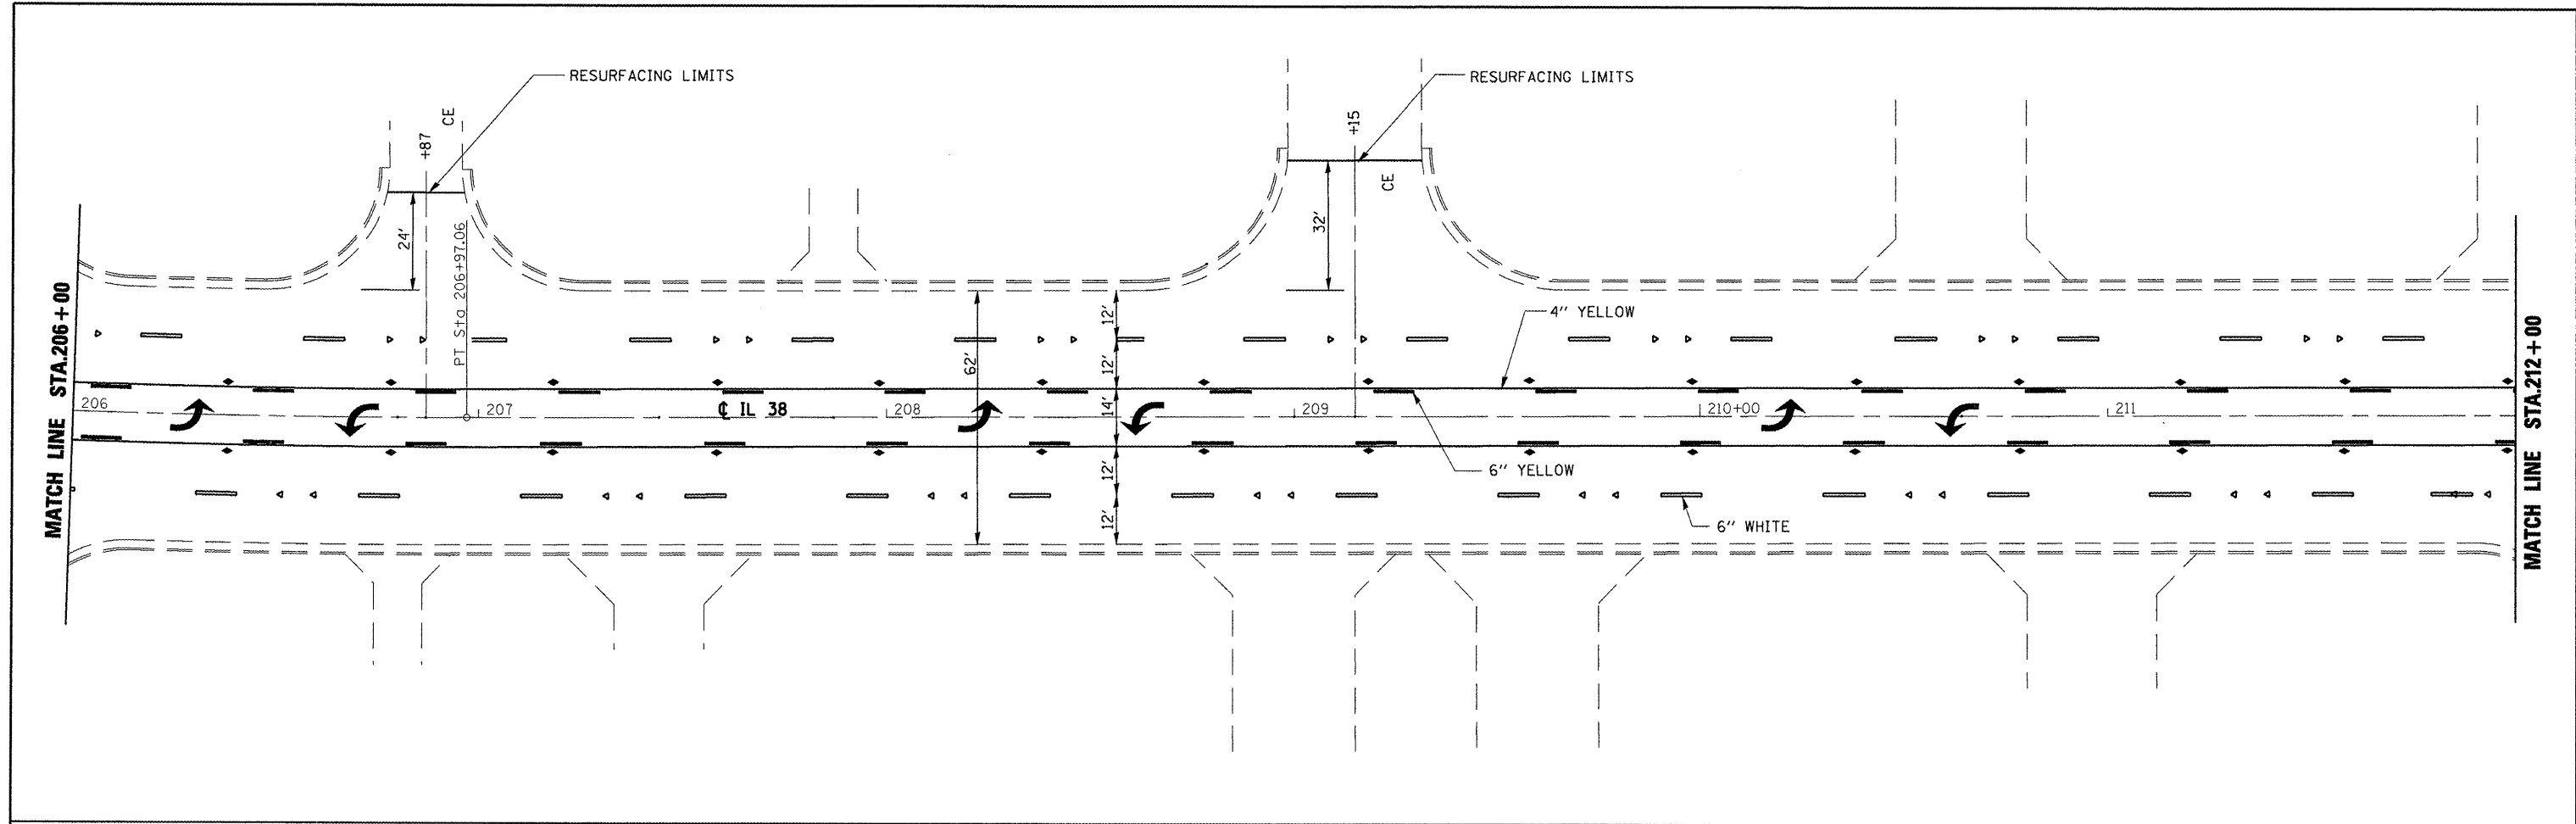 RESURFACING LIMITS
RESURFACING LIMITS
CE
+87
+15
CE
24'
32'
PT Sta 206+97.06
MATCH LINE STA.206+00
MATCH LINE STA.212+00
4" YELLOW
12'
12'
62'
14'
12'
12'
206
207
℄ IL 38
208
209
210+00
211
6" YELLOW
6" WHITE